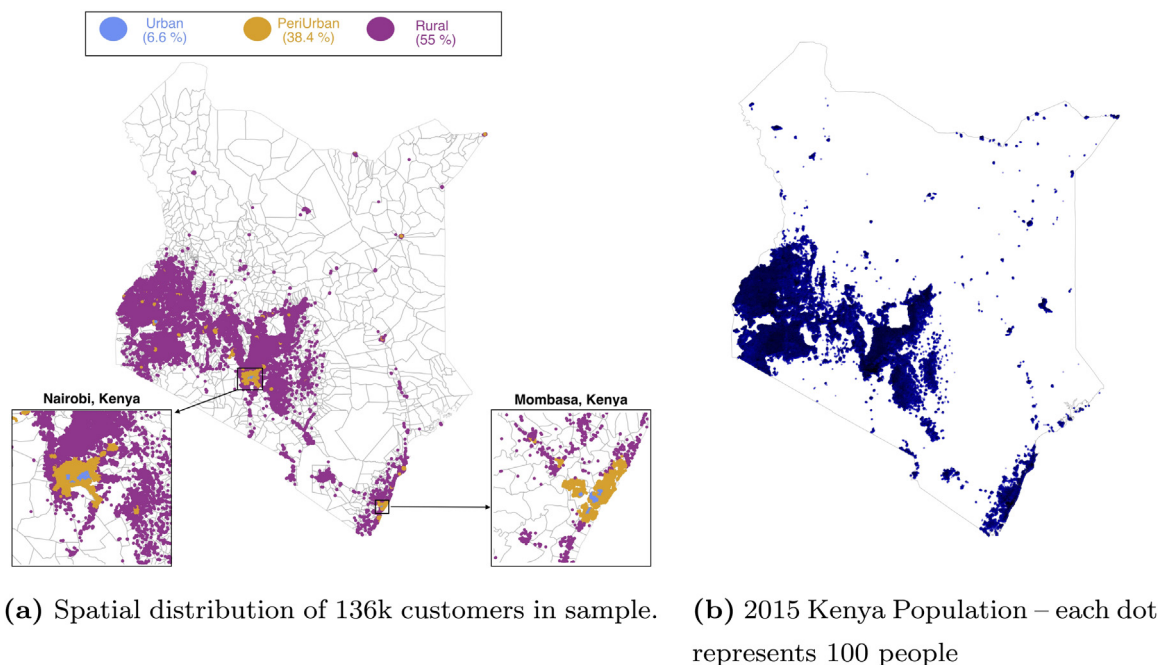 Urban
(6.6 %)
PeriUrban
(38.4 %)
Rural
(55 %)
Nairobi, Kenya
Mombasa, Kenya
(a) Spatial distribution of 136k customers in sample.
(b) 2015 Kenya Population – each dot
represents 100 people